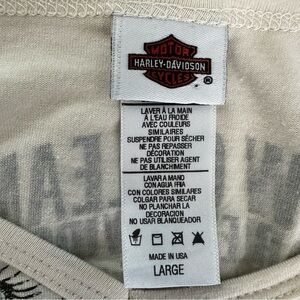 MOTOR
HARLEY-DAVIDSON
CYCLES
®
LAVER À LA MAIN
À L'EAU FROIDE
AVEC COULEURS
SIMILAIRES
SUSPENDRE POUR SÉCHER
NE PAS REPASSER
DÉCORATION
NE PAS UTILISER AGENT
DE BLANCHIMENT
LAVAR A MANO
CON AGUA FRIA
CON COLORES SIMILARES
COLGAR PARA SECAR
NO PLANCHAR LA
DECORACION
NO USAR BLANQUEADOR
MADE IN USA
LARGE